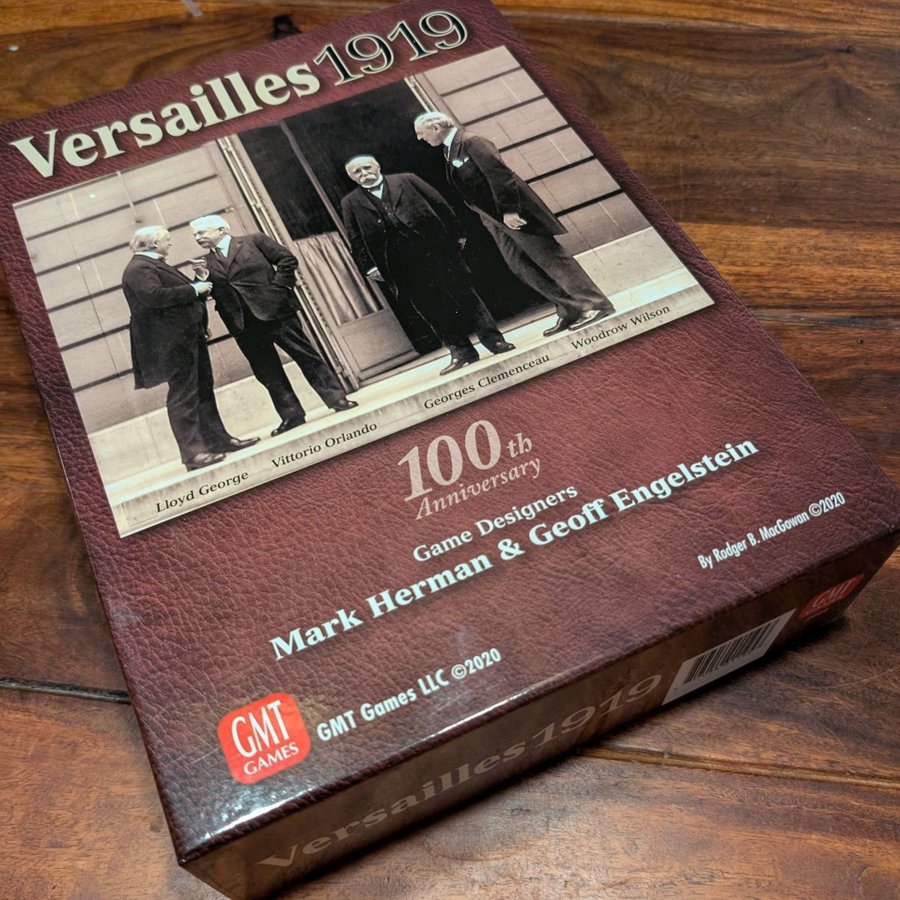 Versailles 1919
Lloyd George
Vittorio Orlando
Georges Clemenceau
Woodrow Wilson
100th
Anniversary
Game Designers
Mark Herman & Geoff Engelstein
By Rodger B. MacGowan ©2020
GMT
GAMES
GMT Games LLC ©2020
Versailles 1919
GMT